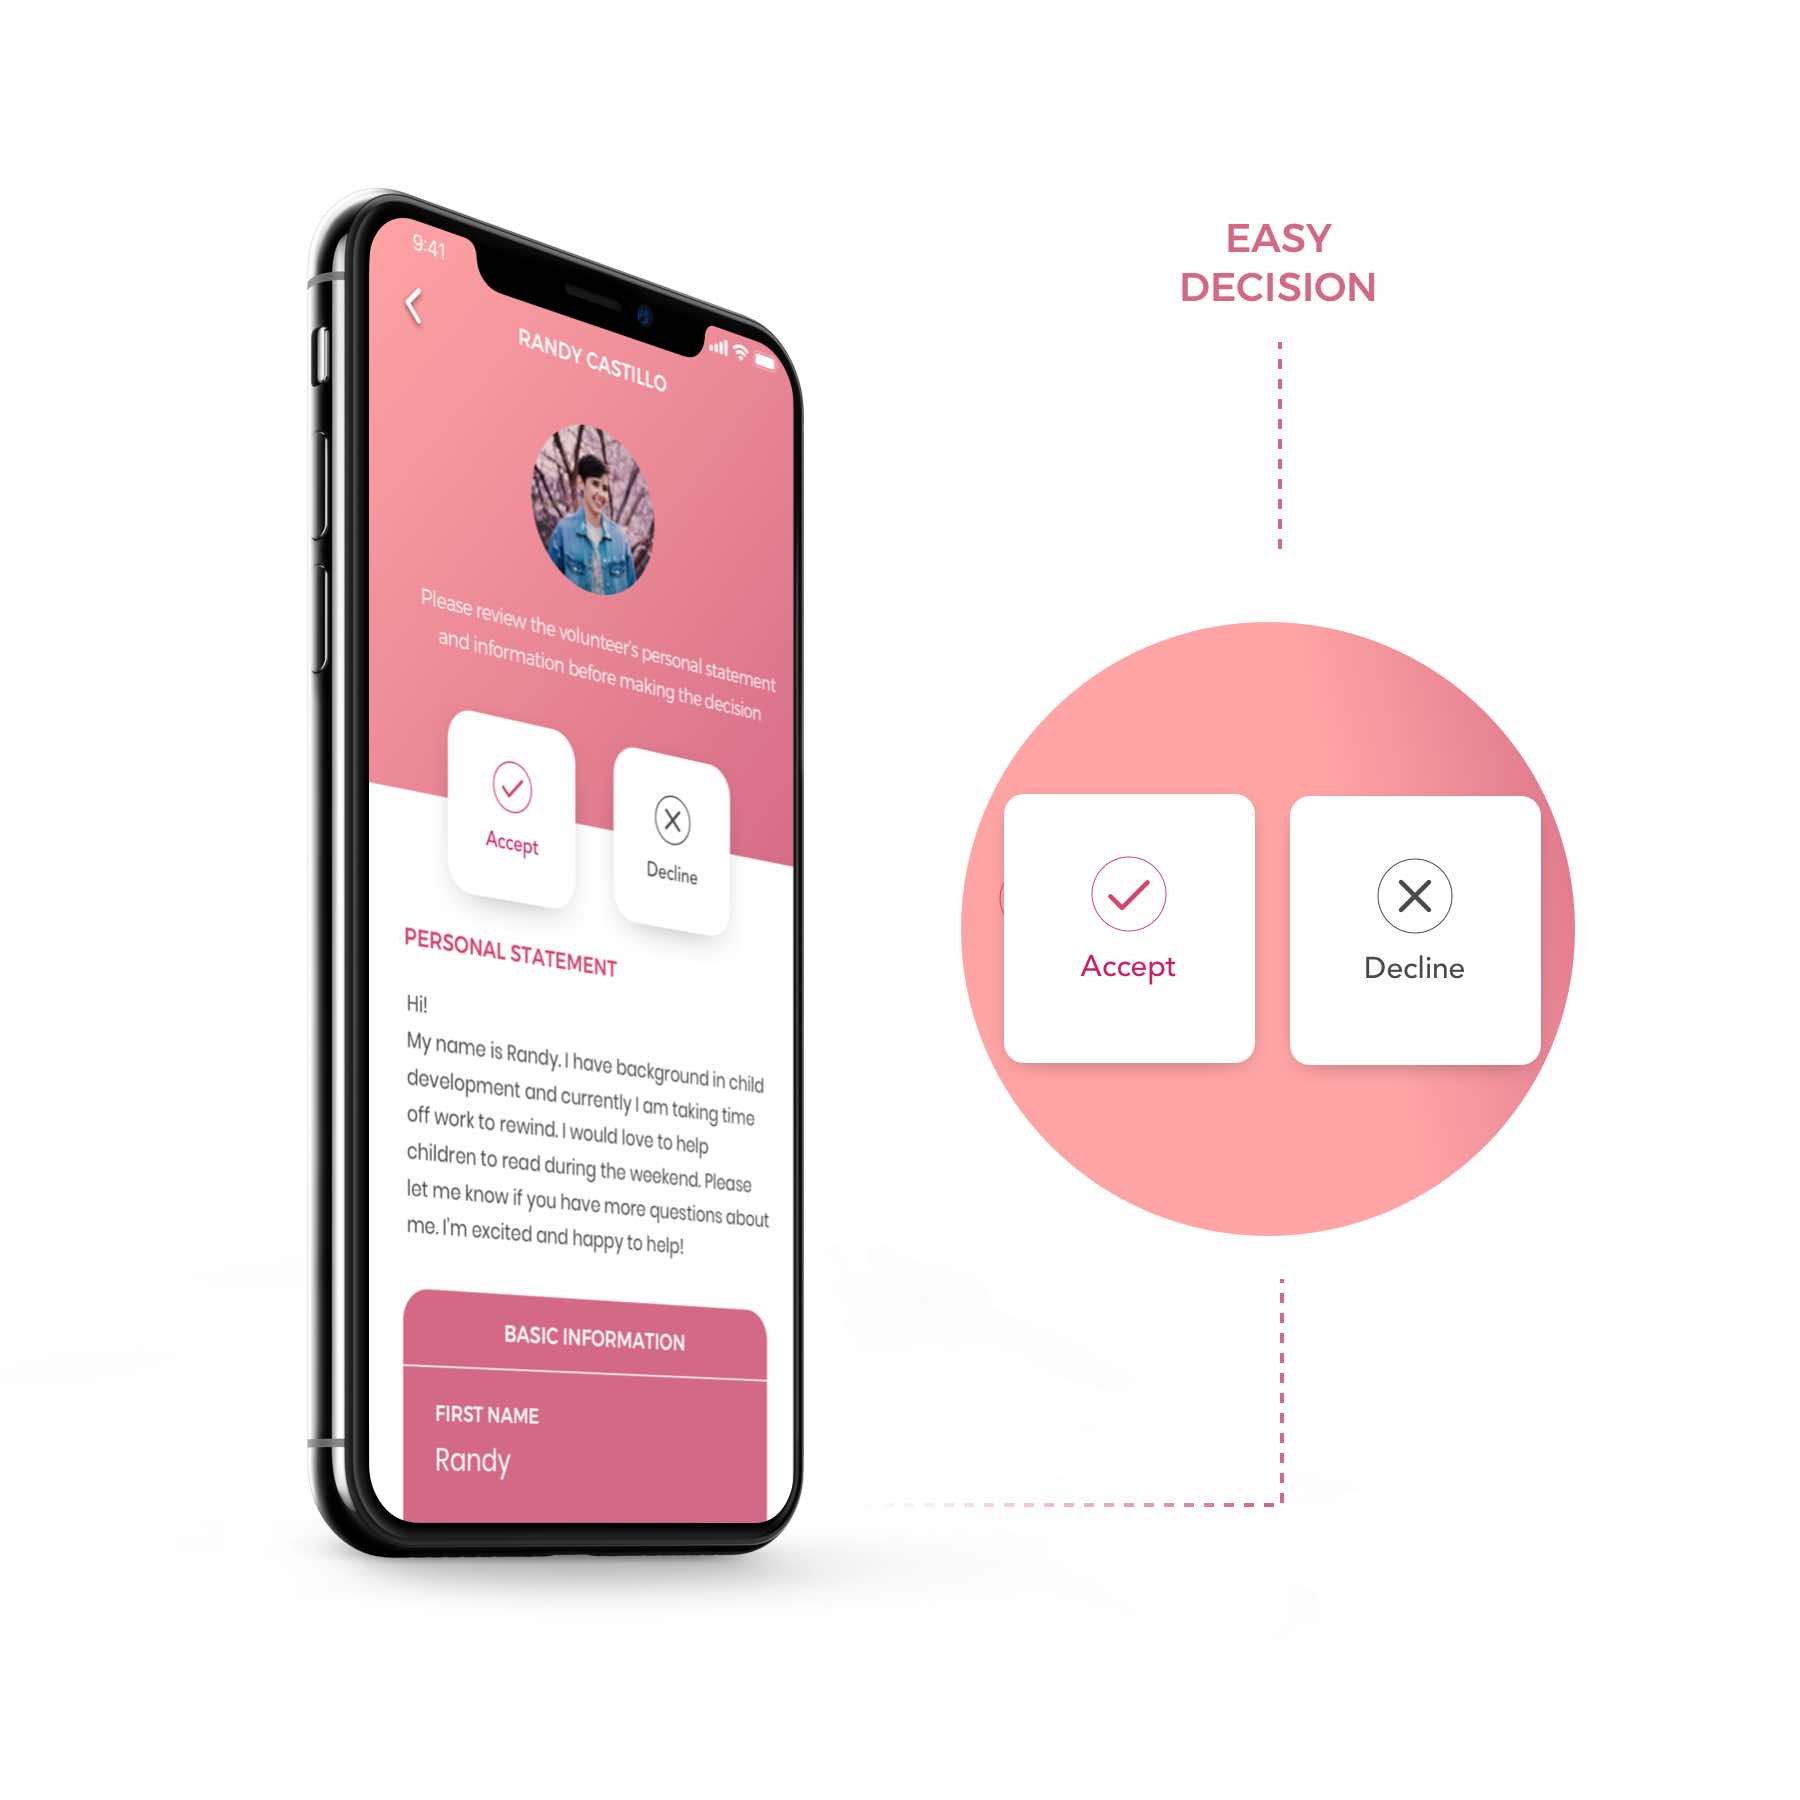 9:41
RANDY CASTILLO
Please review the volunteer's personal statement
and information before making the decision
Accept
Decline
PERSONAL STATEMENT
Hi!
My name is Randy. I have background in child
development and currently I am taking time
off work to rewind. I would love to help
children to read during the weekend. Please
let me know if you have more questions about
me. I'm excited and happy to help!
BASIC INFORMATION
FIRST NAME
Randy
EASY
DECISION
Accept
Decline